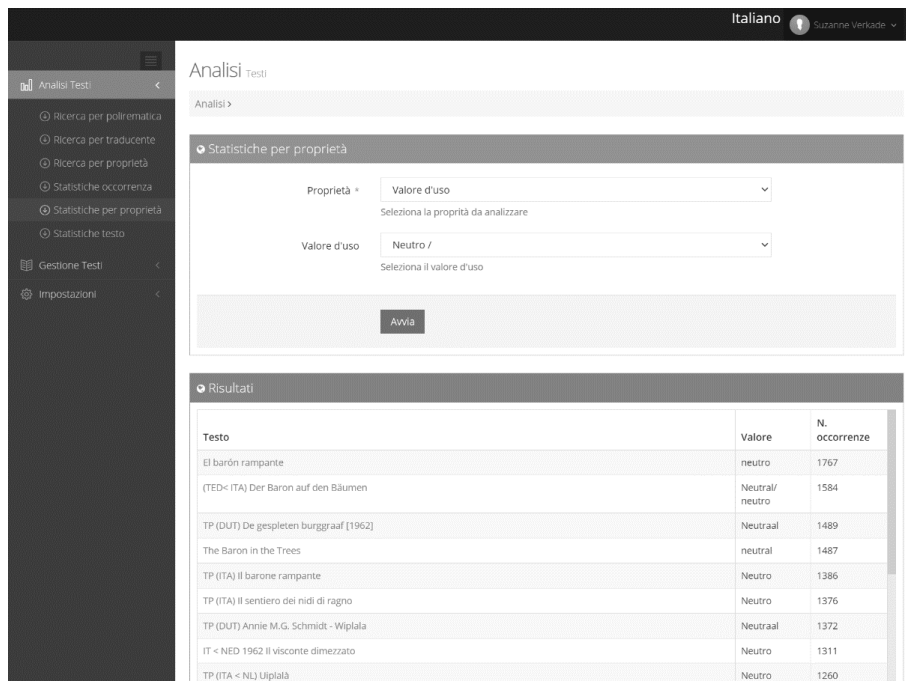 Italiano
Suzanne Verkade
Analisi Testi
Ricerca per polirematica
Ricerca per traducente
Ricerca per proprietà
Statistiche occorrenza
Statistiche per proprietà
Statistiche testo
Gestione Testi
Impostazioni
Analisi Testi
Analisi >
Statistiche per proprietà
Proprietà * Valore d'uso
Seleziona la proprità da analizzare
Valore d'uso Neutro /
Seleziona il valore d'uso
Avvia
Risultati
Testo Valore N. occorrenze
El barón rampante neutro 1767
(TED< ITA) Der Baron auf den Bäumen Neutral/ neutro 1584
TP (DUT) De gespleten burggraaf [1962] Neutraal 1489
The Baron in the Trees neutral 1487
TP (ITA) Il barone rampante Neutro 1386
TP (ITA) Il sentiero dei nidi di ragno Neutro 1376
TP (DUT) Annie M.G. Schmidt - Wiplala Neutraal 1372
IT < NED 1962 Il visconte dimezzato Neutro 1311
TP (ITA < NL) Uiplalà Neutro 1260